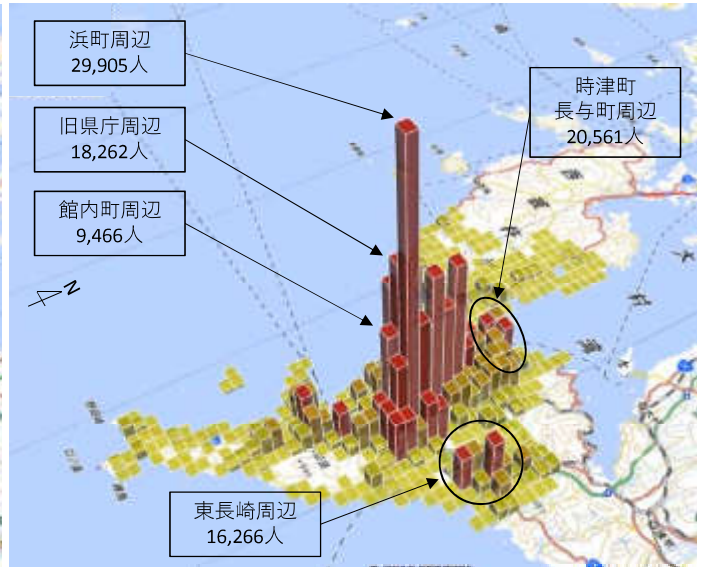 浜町周辺
29,905人
旧県庁周辺
18,262人
館内町周辺
9,466人
時津町
長与町周辺
20,561人
N
東長崎周辺
16,266人